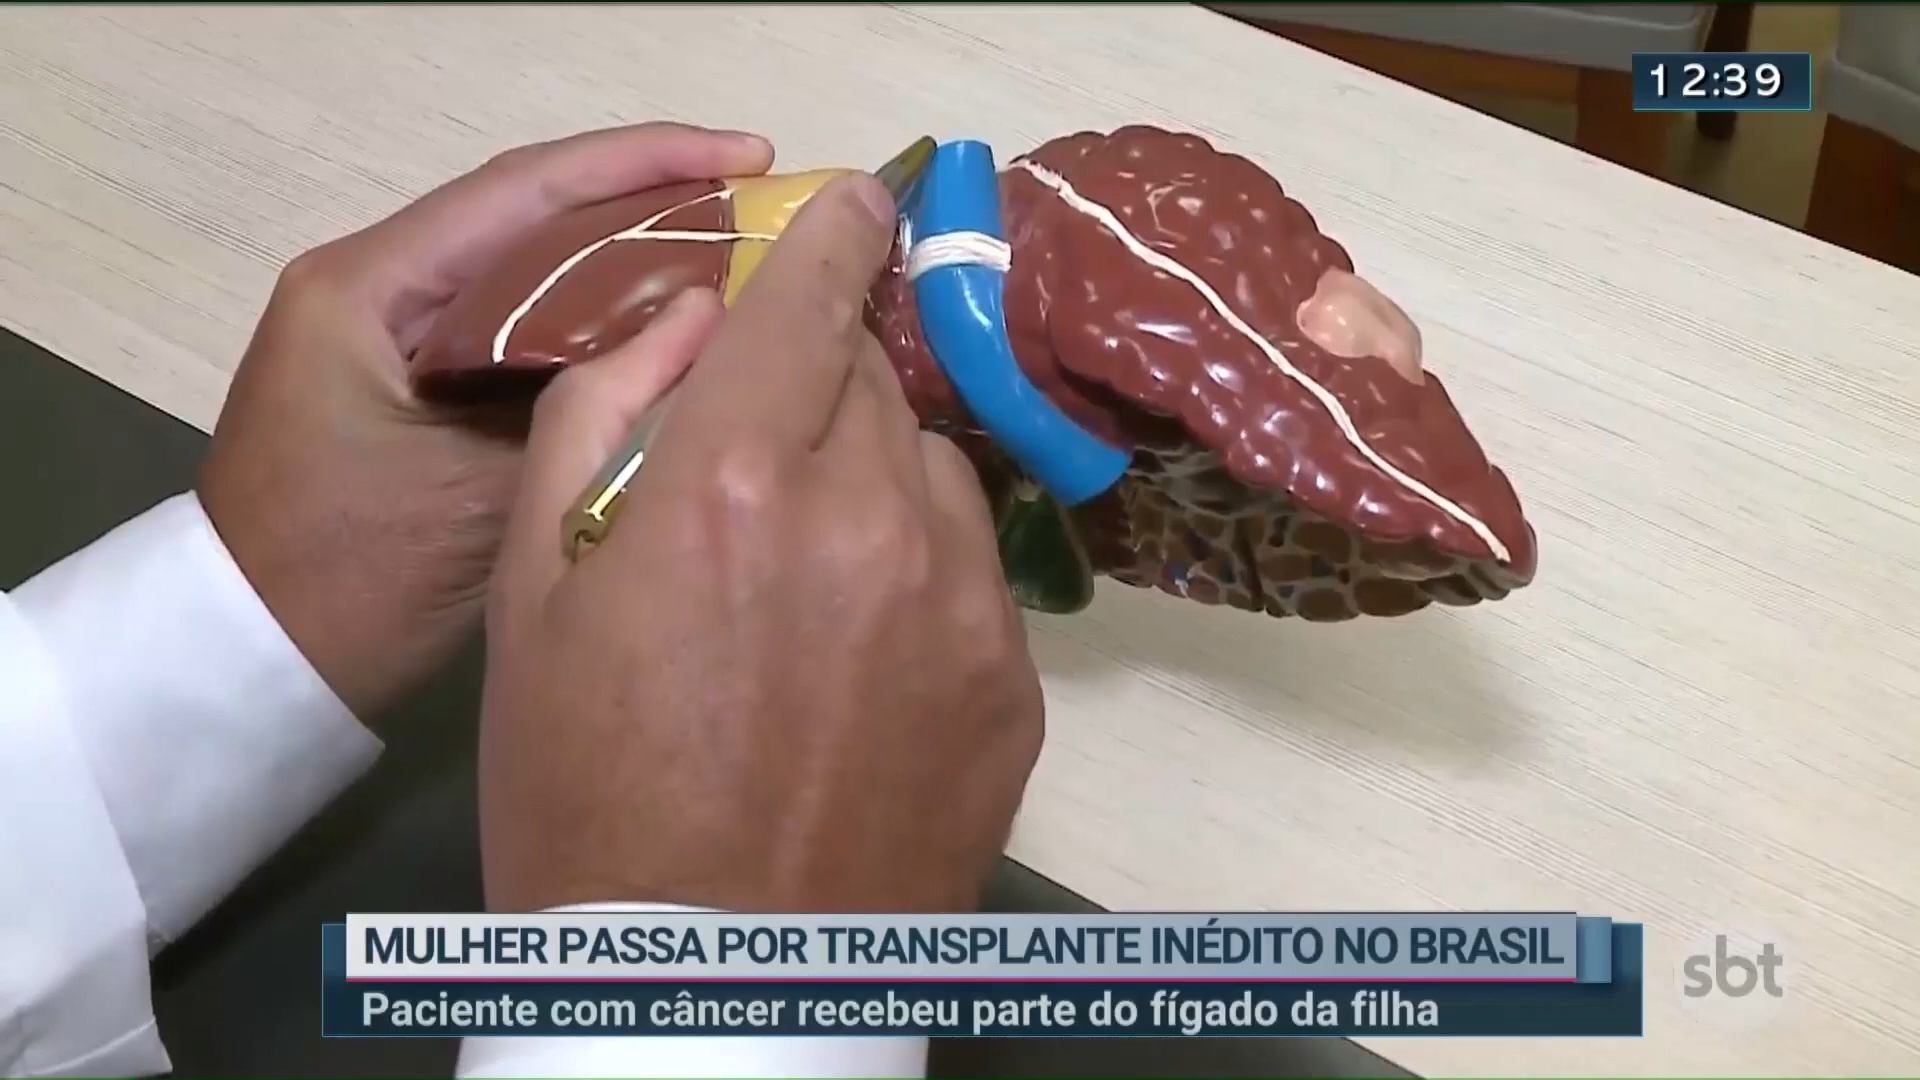 12:39
MULHER PASSA POR TRANSPLANTE INÉDITO NO BRASIL
Paciente com câncer recebeu parte do fígado da filha
sbt